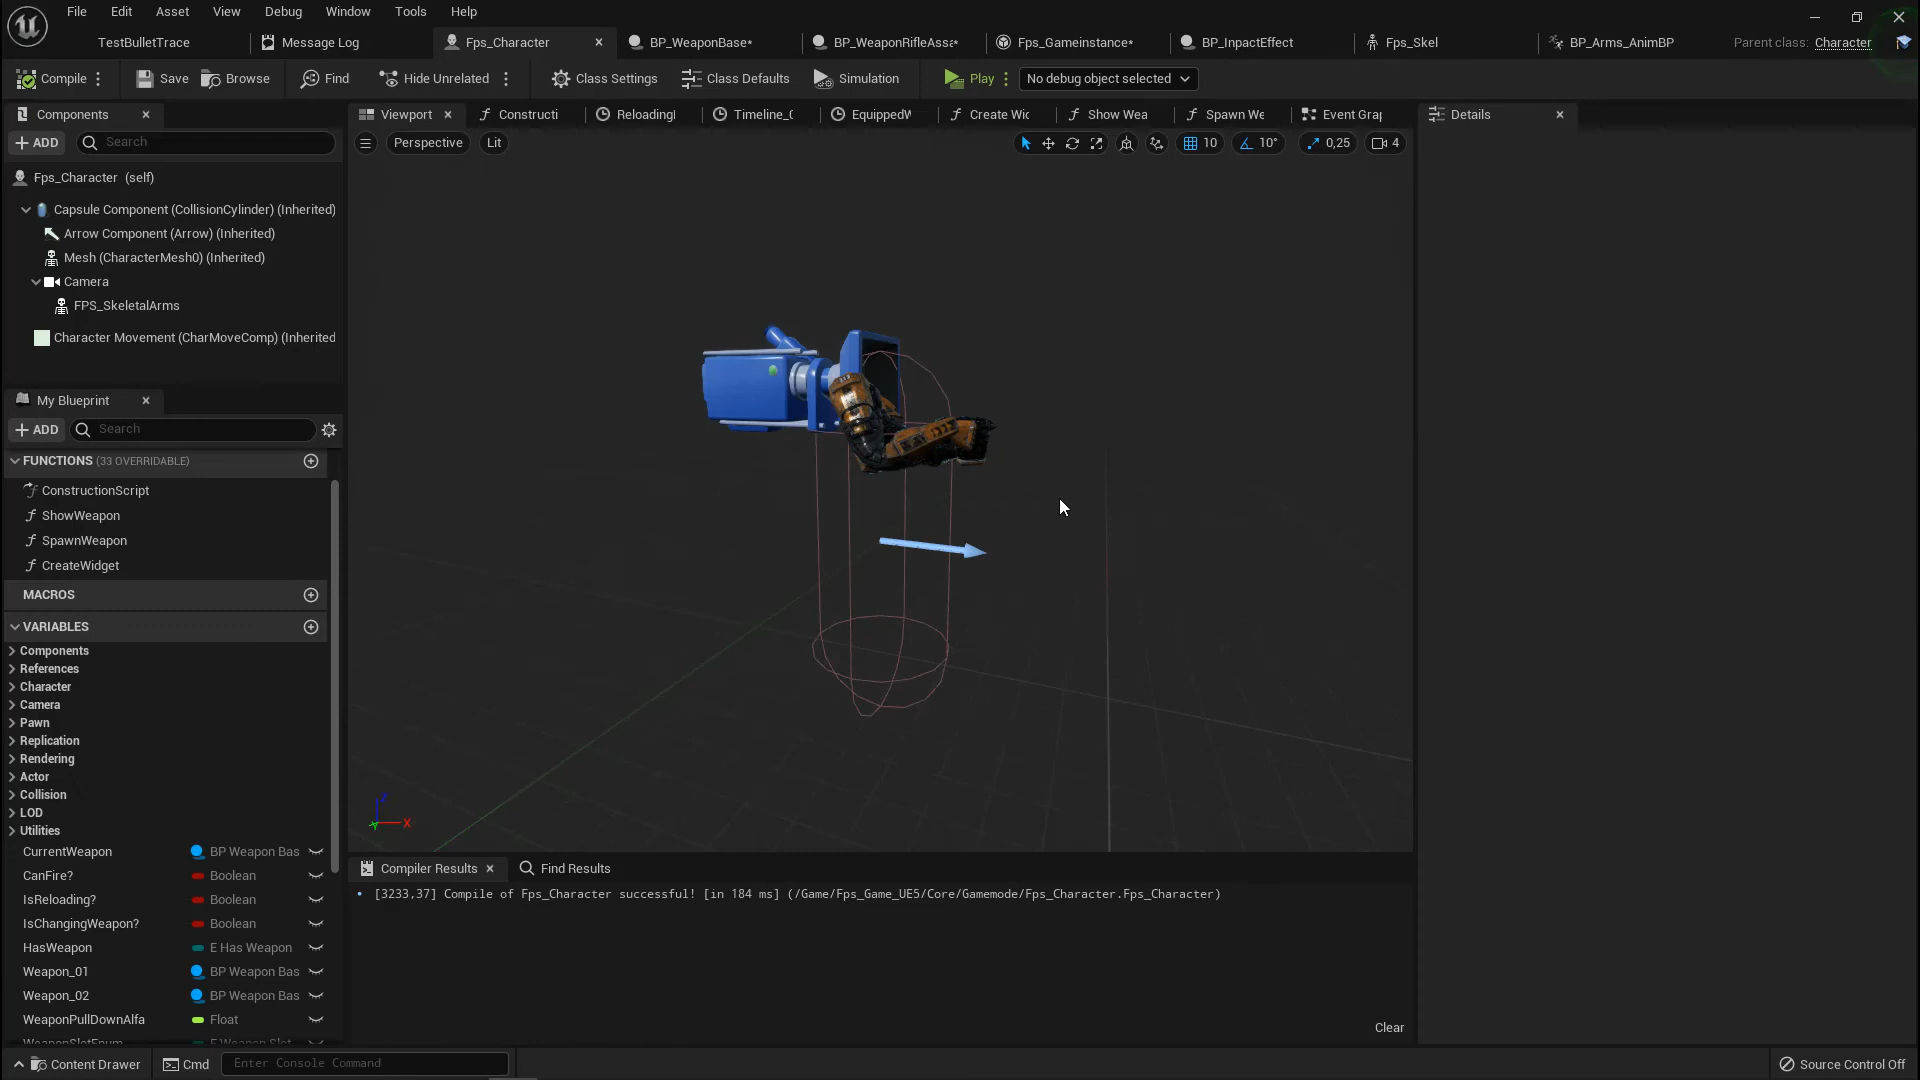 File Edit Asset View Debug Window Tools Help
TestBulletTrace Message Log Fps_Character BP_WeaponBase* BP_WeaponRifleAssa* Fps_Gameinstance* BP_InpactEffect Fps_Skel BP_Arms_AnimBP Parent class: Character
Compile Save Browse Find Hide Unrelated Class Settings Class Defaults Simulation Play No debug object selected
Components Viewport Constructi Reloading Timeline_ EquippedW Create Wic Show Wea Spawn We Event Grap Details
ADD Search Perspective Lit 10 10° 0,25 4
Fps_Character (self)
Capsule Component (CollisionCylinder) (Inherited)
Arrow Component (Arrow) (Inherited)
Mesh (CharacterMesh0) (Inherited)
Camera
FPS_SkeletalArms
Character Movement (CharMoveComp) (Inherited
My Blueprint
ADD Search
FUNCTIONS (33 OVERRIDABLE)
ConstructionScript
ShowWeapon
SpawnWeapon
CreateWidget
MACROS
VARIABLES
Components
References
Character
Camera
Pawn
Replication
Rendering
Actor
Collision
LOD
Utilities
CurrentWeapon BP Weapon Bas
CanFire? Boolean
IsReloading? Boolean
IsChangingWeapon? Boolean
HasWeapon E Has Weapon
Weapon_01 BP Weapon Bas
Weapon_02 BP Weapon Bas
WeaponPullDownAlfa Float
WeaponSlotEnum E Weapon Slot
Z
Y X
Compiler Results Find Results
[3233,37] Compile of Fps_Character successful! [in 184 ms] (/Game/Fps_Game_UE5/Core/Gamemode/Fps_Character.Fps_Character)
Clear
Content Drawer Cmd Enter Console Command Source Control Off